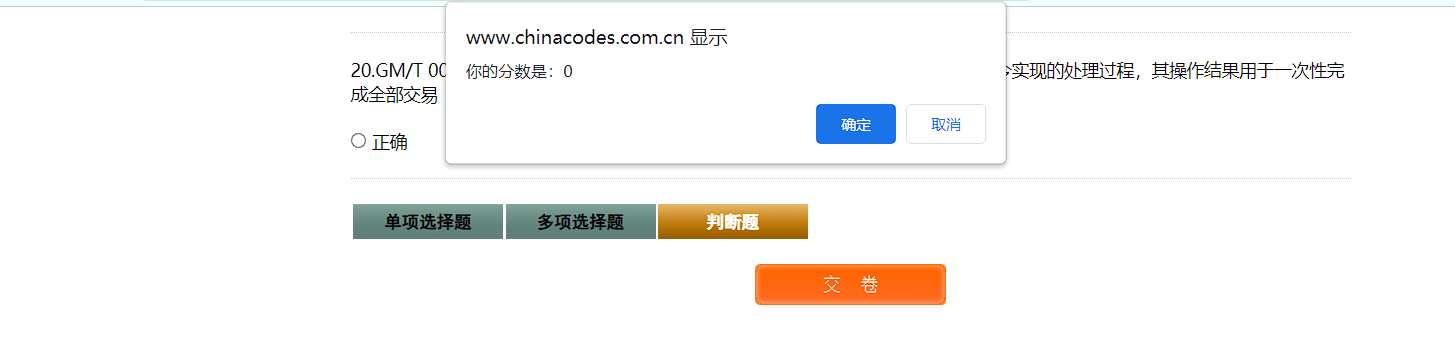 www.chinacodes.com.cn 显示
你的分数是：0
确定
取消
20.GM/T 00
实现的处理过程，其操作结果用于一次性完
成全部交易
正确
单项选择题
多项选择题
判断题
交 卷